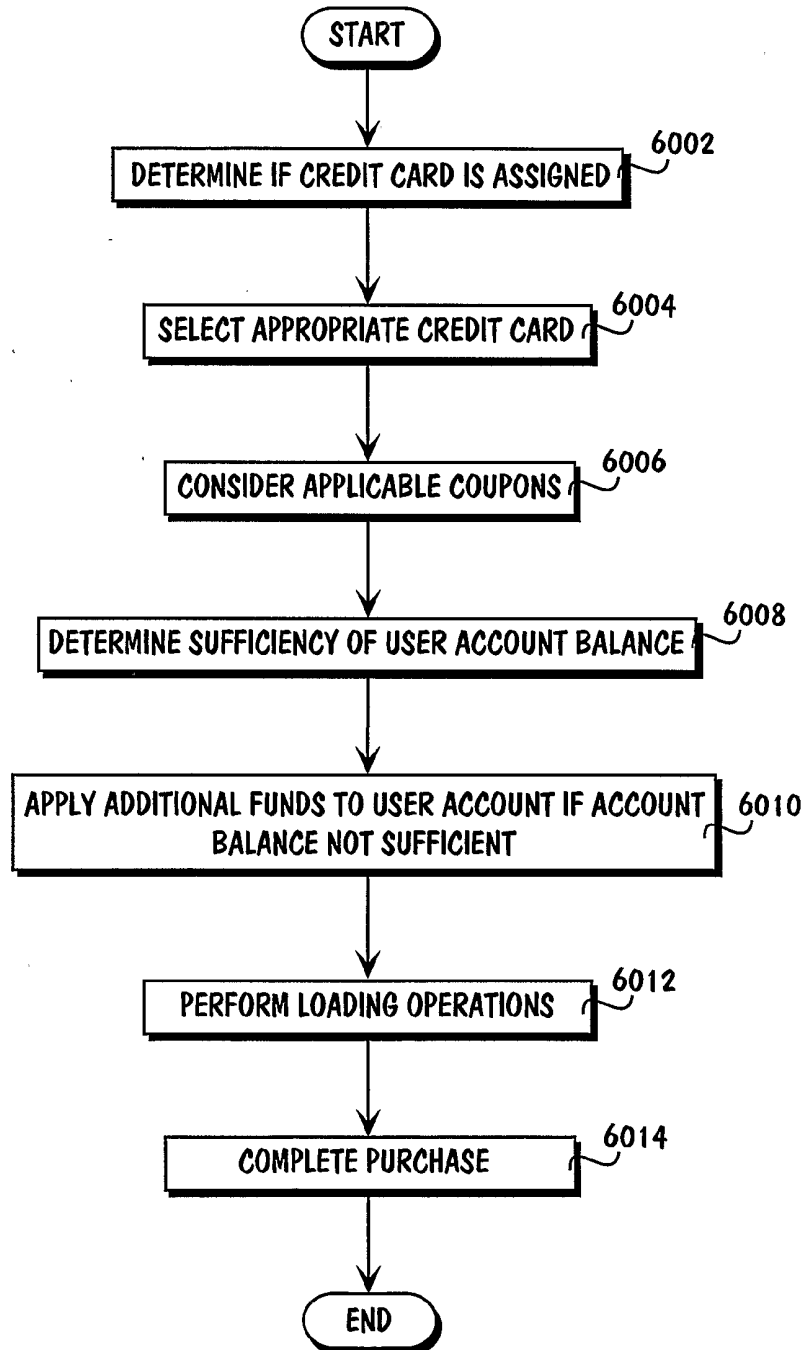 START
DETERMINE IF CREDIT CARD IS ASSIGNED
6002
SELECT APPROPRIATE CREDIT CARD
6004
CONSIDER APPLICABLE COUPONS
6006
DETERMINE SUFFICIENCY OF USER ACCOUNT BALANCE
6008
APPLY ADDITIONAL FUNDS TO USER ACCOUNT IF ACCOUNT
BALANCE NOT SUFFICIENT
6010
PERFORM LOADING OPERATIONS
6012
COMPLETE PURCHASE
6014
END